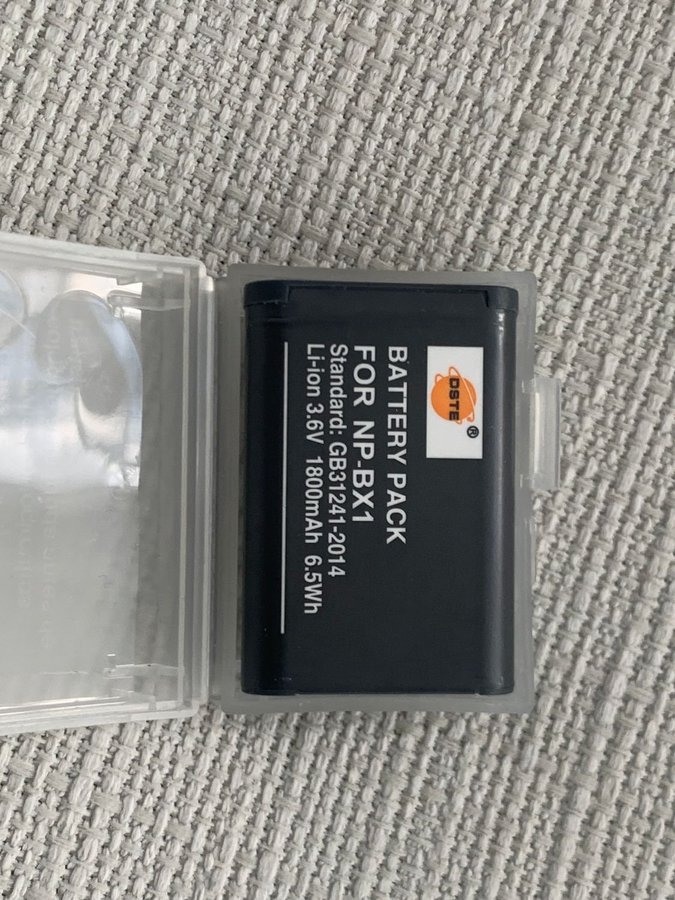 DSTE®
BATTERY PACK
FOR NP-BX1
Standard: GB31241-2014
Li-ion 3.6V 1800mAh 6.5Wh